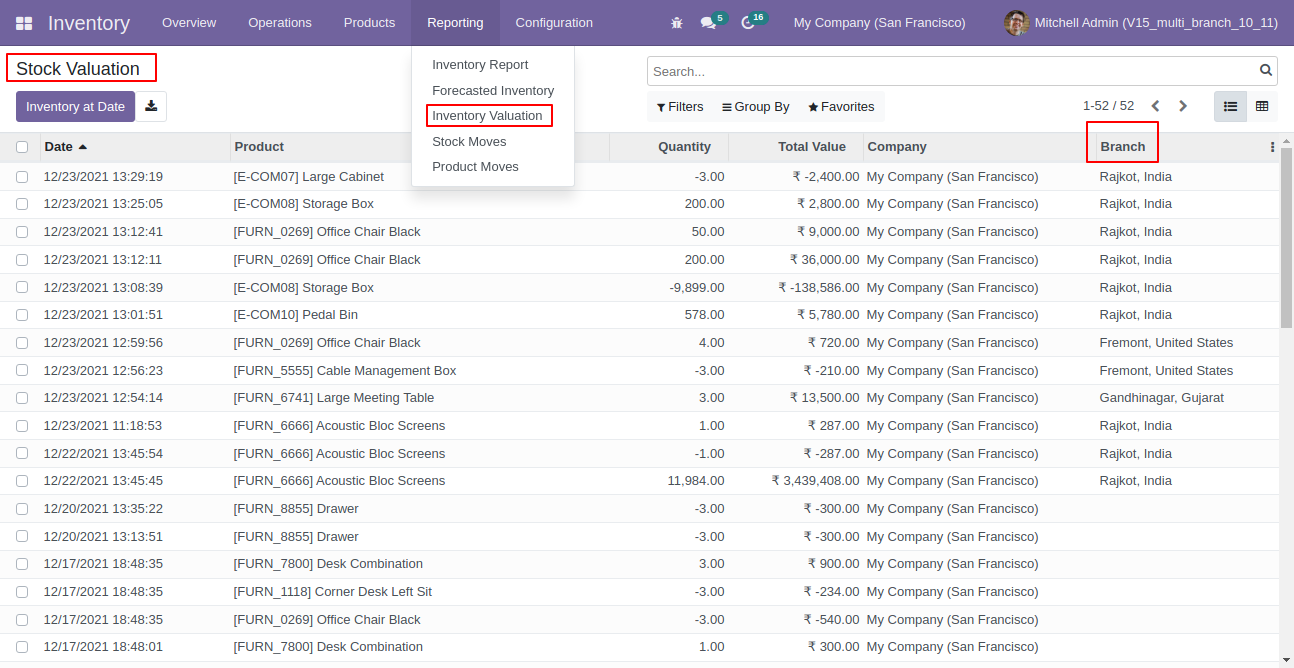 Inventory Overview Operations Products Reporting Configuration 5 16 My Company (San Francisco) Mitchell Admin (V15_multi_branch_10_11)
Stock Valuation
Inventory at Date
Inventory Report
Forecasted Inventory
Inventory Valuation
Stock Moves
Product Moves
Search...
Filters Group By Favorites 1-52 / 52
Date Product Quantity Total Value Company Branch
12/23/2021 13:29:19 [E-COM07] Large Cabinet -3.00 ₹ -2,400.00 My Company (San Francisco) Rajkot, India
12/23/2021 13:25:05 [E-COM08] Storage Box 200.00 ₹ 2,800.00 My Company (San Francisco) Rajkot, India
12/23/2021 13:12:41 [FURN_0269] Office Chair Black 50.00 ₹ 9,000.00 My Company (San Francisco) Rajkot, India
12/23/2021 13:12:11 [FURN_0269] Office Chair Black 200.00 ₹ 36,000.00 My Company (San Francisco) Rajkot, India
12/23/2021 13:08:39 [E-COM08] Storage Box -9,899.00 ₹ -138,586.00 My Company (San Francisco) Rajkot, India
12/23/2021 13:01:51 [E-COM10] Pedal Bin 578.00 ₹ 5,780.00 My Company (San Francisco) Rajkot, India
12/23/2021 12:59:56 [FURN_0269] Office Chair Black 4.00 ₹ 720.00 My Company (San Francisco) Fremont, United States
12/23/2021 12:56:23 [FURN_5555] Cable Management Box -3.00 ₹ -210.00 My Company (San Francisco) Fremont, United States
12/23/2021 12:54:14 [FURN_6741] Large Meeting Table 3.00 ₹ 13,500.00 My Company (San Francisco) Gandhinagar, Gujarat
12/23/2021 11:18:53 [FURN_6666] Acoustic Bloc Screens 1.00 ₹ 287.00 My Company (San Francisco) Rajkot, India
12/22/2021 13:45:54 [FURN_6666] Acoustic Bloc Screens -1.00 ₹ -287.00 My Company (San Francisco) Rajkot, India
12/22/2021 13:45:45 [FURN_6666] Acoustic Bloc Screens 11,984.00 ₹ 3,439,408.00 My Company (San Francisco) Rajkot, India
12/20/2021 13:35:22 [FURN_8855] Drawer -3.00 ₹ -300.00 My Company (San Francisco)
12/20/2021 13:13:51 [FURN_8855] Drawer -3.00 ₹ -300.00 My Company (San Francisco)
12/17/2021 18:48:35 [FURN_7800] Desk Combination 3.00 ₹ 900.00 My Company (San Francisco)
12/17/2021 18:48:35 [FURN_1118] Corner Desk Left Sit -3.00 ₹ -234.00 My Company (San Francisco)
12/17/2021 18:48:35 [FURN_0269] Office Chair Black -3.00 ₹ -540.00 My Company (San Francisco)
12/17/2021 18:48:01 [FURN_7800] Desk Combination 1.00 ₹ 300.00 My Company (San Francisco)